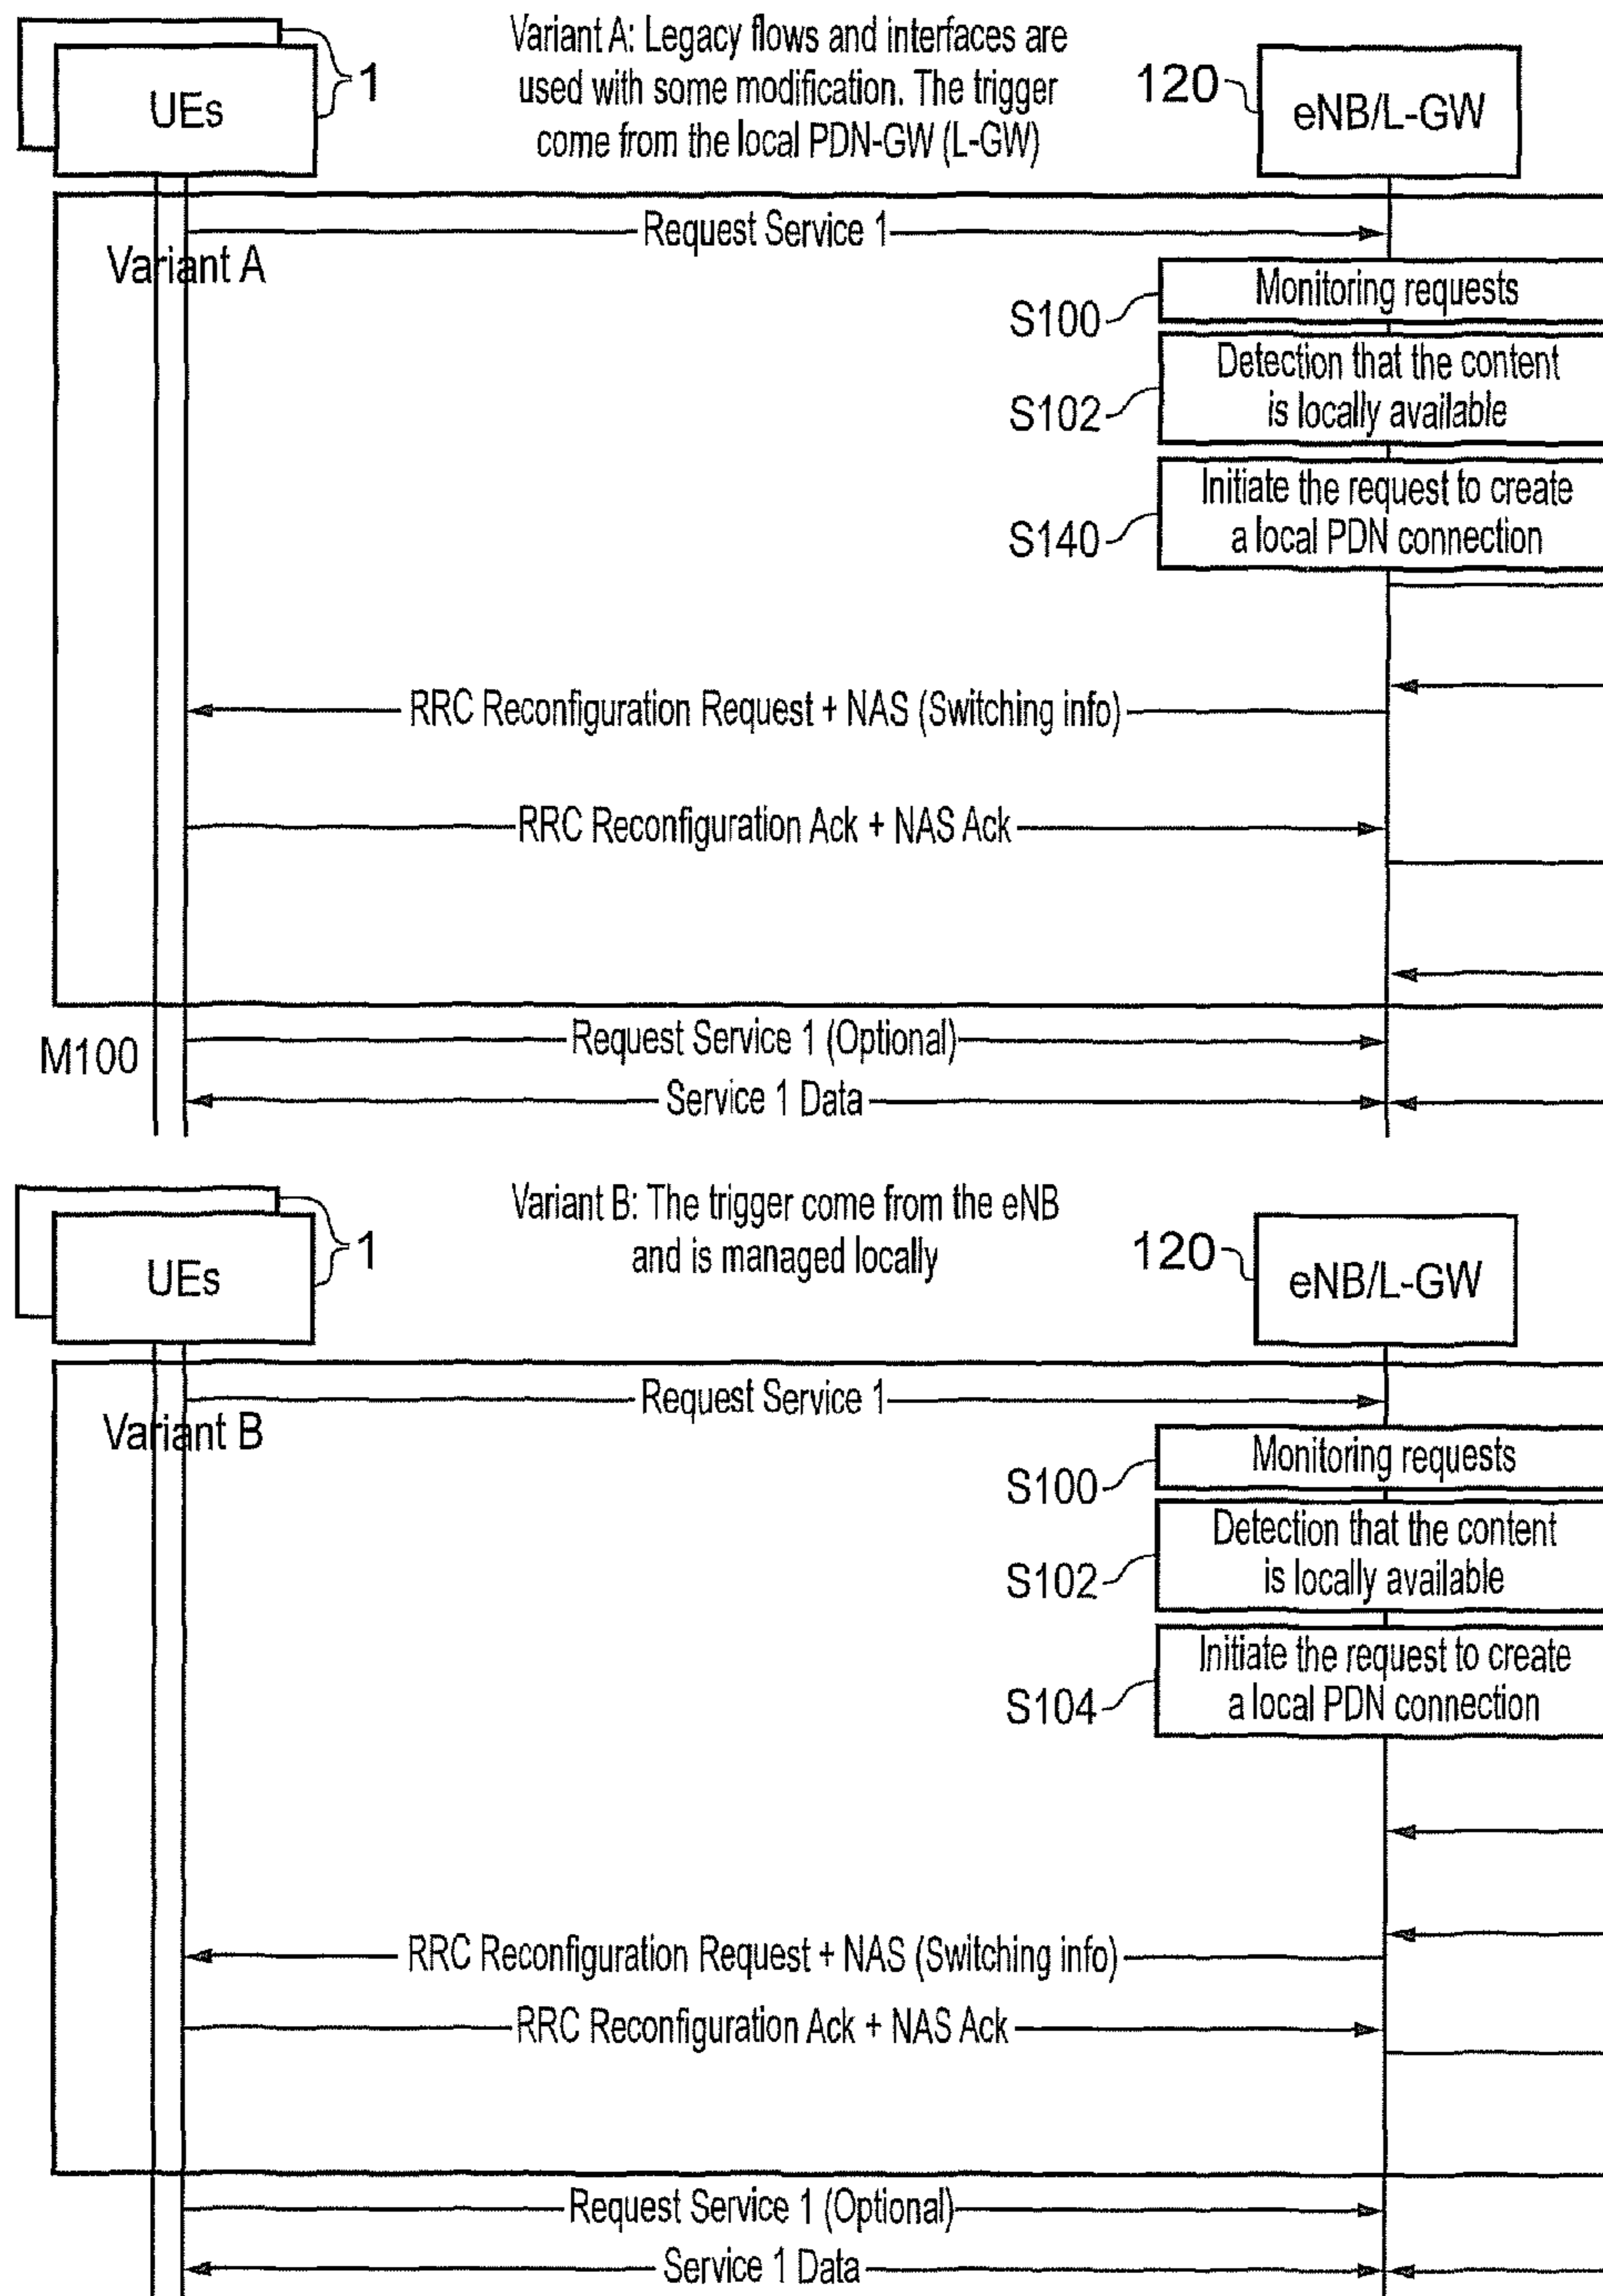 Variant A: Legacy flows and interfaces are
used with some modification. The trigger
come from the local PDN-GW (L-GW)
UEs
1
120
eNB/L-GW
Request Service 1
Variant A
Monitoring requests
S100
Detection that the content
is locally available
S102
Initiate the request to create
a local PDN connection
S140
RRC Reconfiguration Request + NAS (Switching info)
RRC Reconfiguration Ack + NAS Ack
M100
Request Service 1 (Optional)
Service 1 Data
Variant B: The trigger come from the eNB
and is managed locally
UEs
1
120
eNB/L-GW
Request Service 1
Variant B
Monitoring requests
S100
Detection that the content
is locally available
S102
Initiate the request to create
a local PDN connection
S104
RRC Reconfiguration Request + NAS (Switching info)
RRC Reconfiguration Ack + NAS Ack
Request Service 1 (Optional)
Service 1 Data